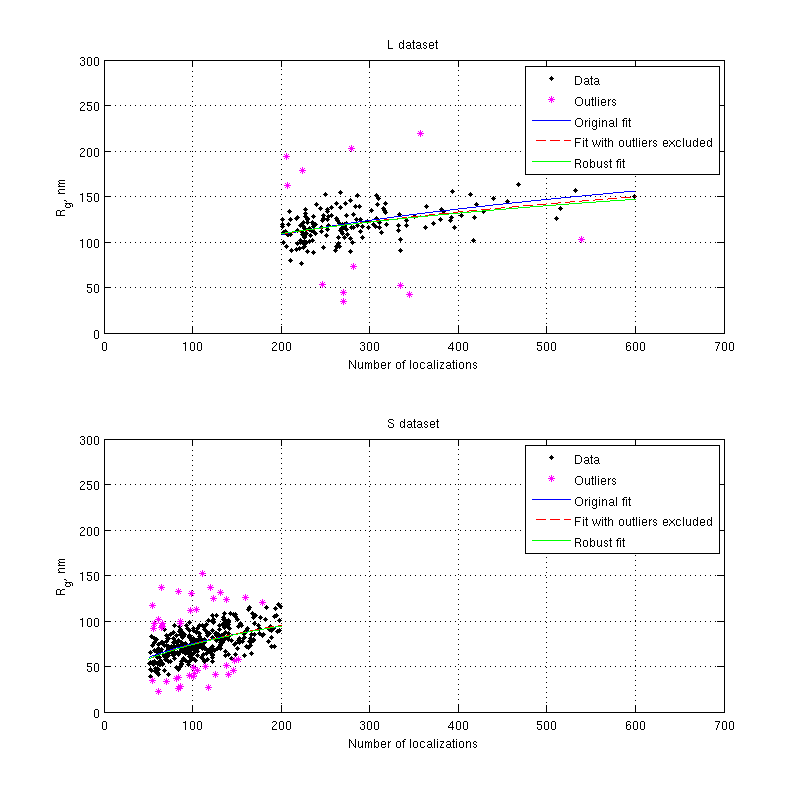 L dataset
300
250
200
150
100
50
0
Rg, nm
0 100 200 300 400 500 600 700
Number of localizations
Data
Outliers
Original fit
Fit with outliers excluded
Robust fit
S dataset
300
250
200
150
100
50
0
Rg, nm
0 100 200 300 400 500 600 700
Number of localizations
Data
Outliers
Original fit
Fit with outliers excluded
Robust fit